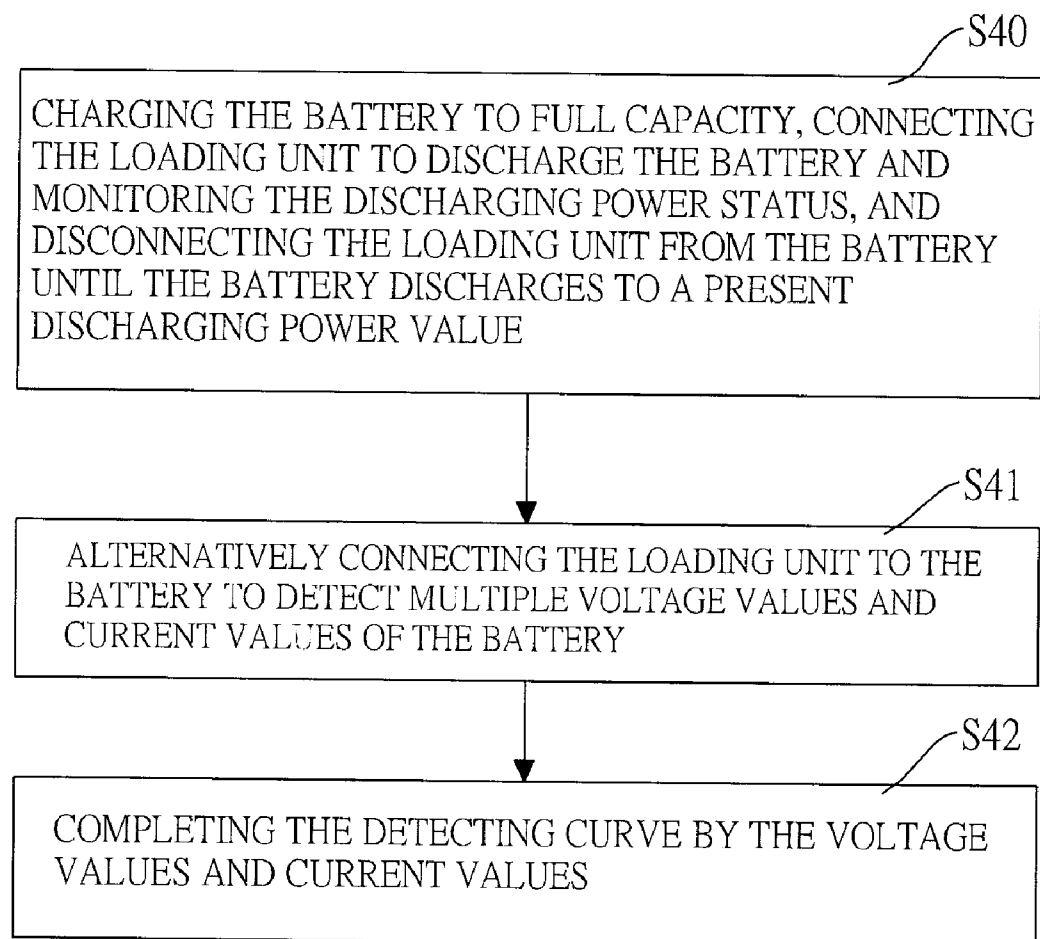 S40
CHARGING THE BATTERY TO FULL CAPACITY, CONNECTING
THE LOADING UNIT TO DISCHARGE THE BATTERY AND
MONITORING THE DISCHARGING POWER STATUS, AND
DISCONNECTING THE LOADING UNIT FROM THE BATTERY
UNTIL THE BATTERY DISCHARGES TO A PRESENT
DISCHARGING POWER VALUE
S41
ALTERNATIVELY CONNECTING THE LOADING UNIT TO THE
BATTERY TO DETECT MULTIPLE VOLTAGE VALUES AND
CURRENT VALUES OF THE BATTERY
S42
COMPLETING THE DETECTING CURVE BY THE VOLTAGE
VALUES AND CURRENT VALUES